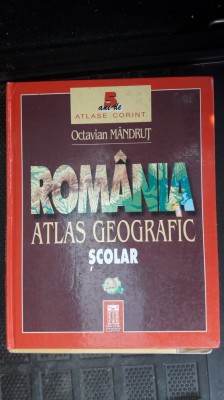 5
ani de
ATLASE CORINT
Octavian MÂNDRUȚ
ROMÂNIA
ATLAS GEOGRAFIC
ȘCOLAR